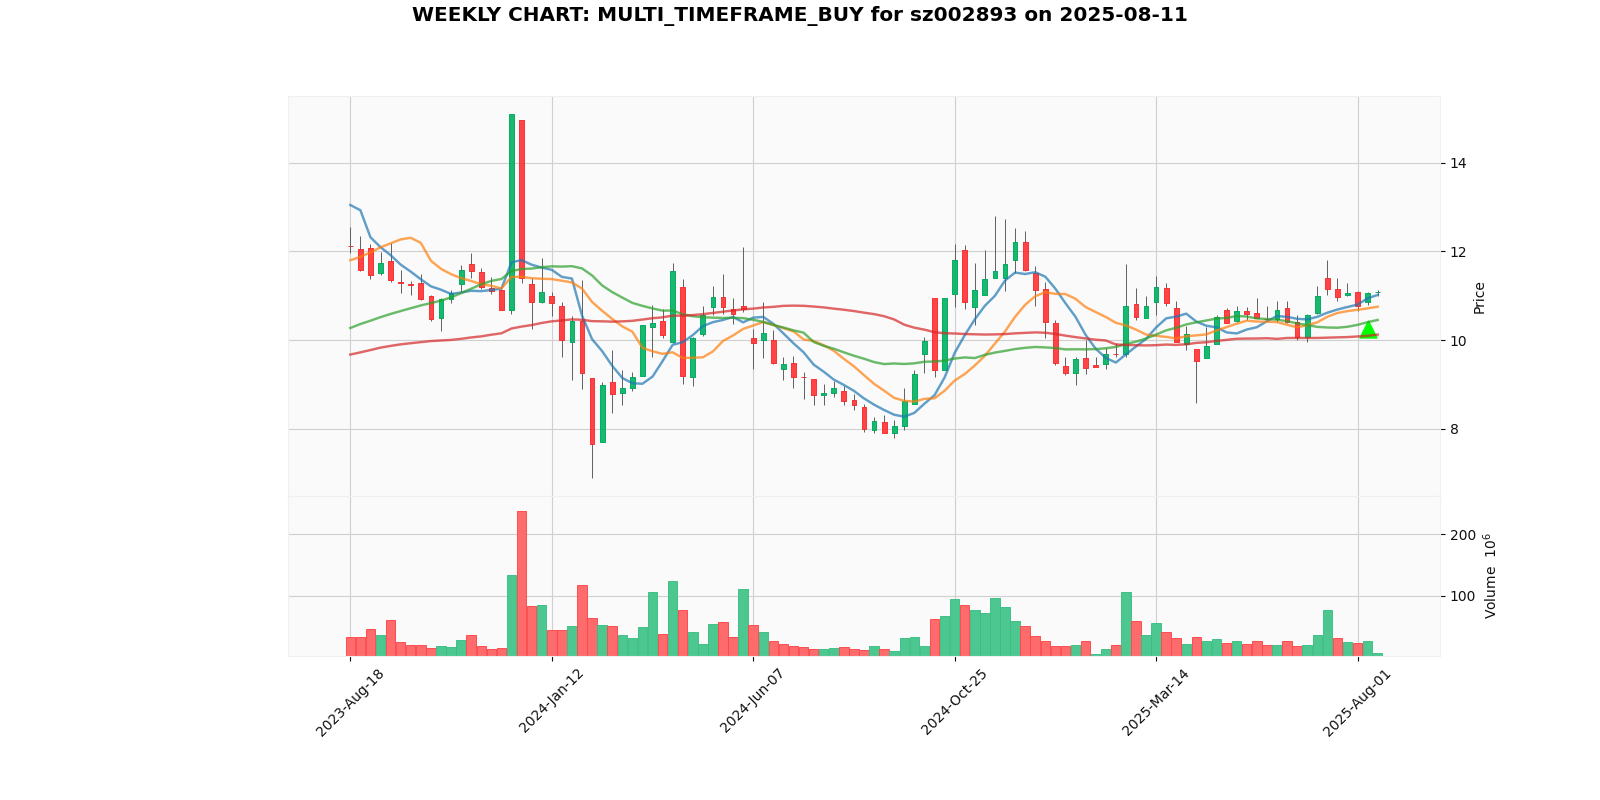 WEEKLY CHART: MULTI_TIMEFRAME_BUY for sz002893 on 2025-08-11
14
12
10
8
Price
200
100
Volume 10⁶
2023-Aug-18
2024-Jan-12
2024-Jun-07
2024-Oct-25
2025-Mar-14
2025-Aug-01